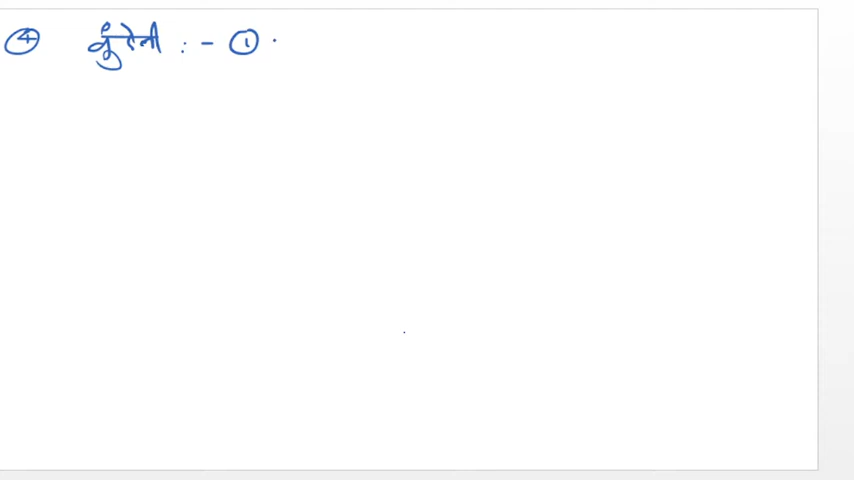 ④ बुंदेली :- ① .